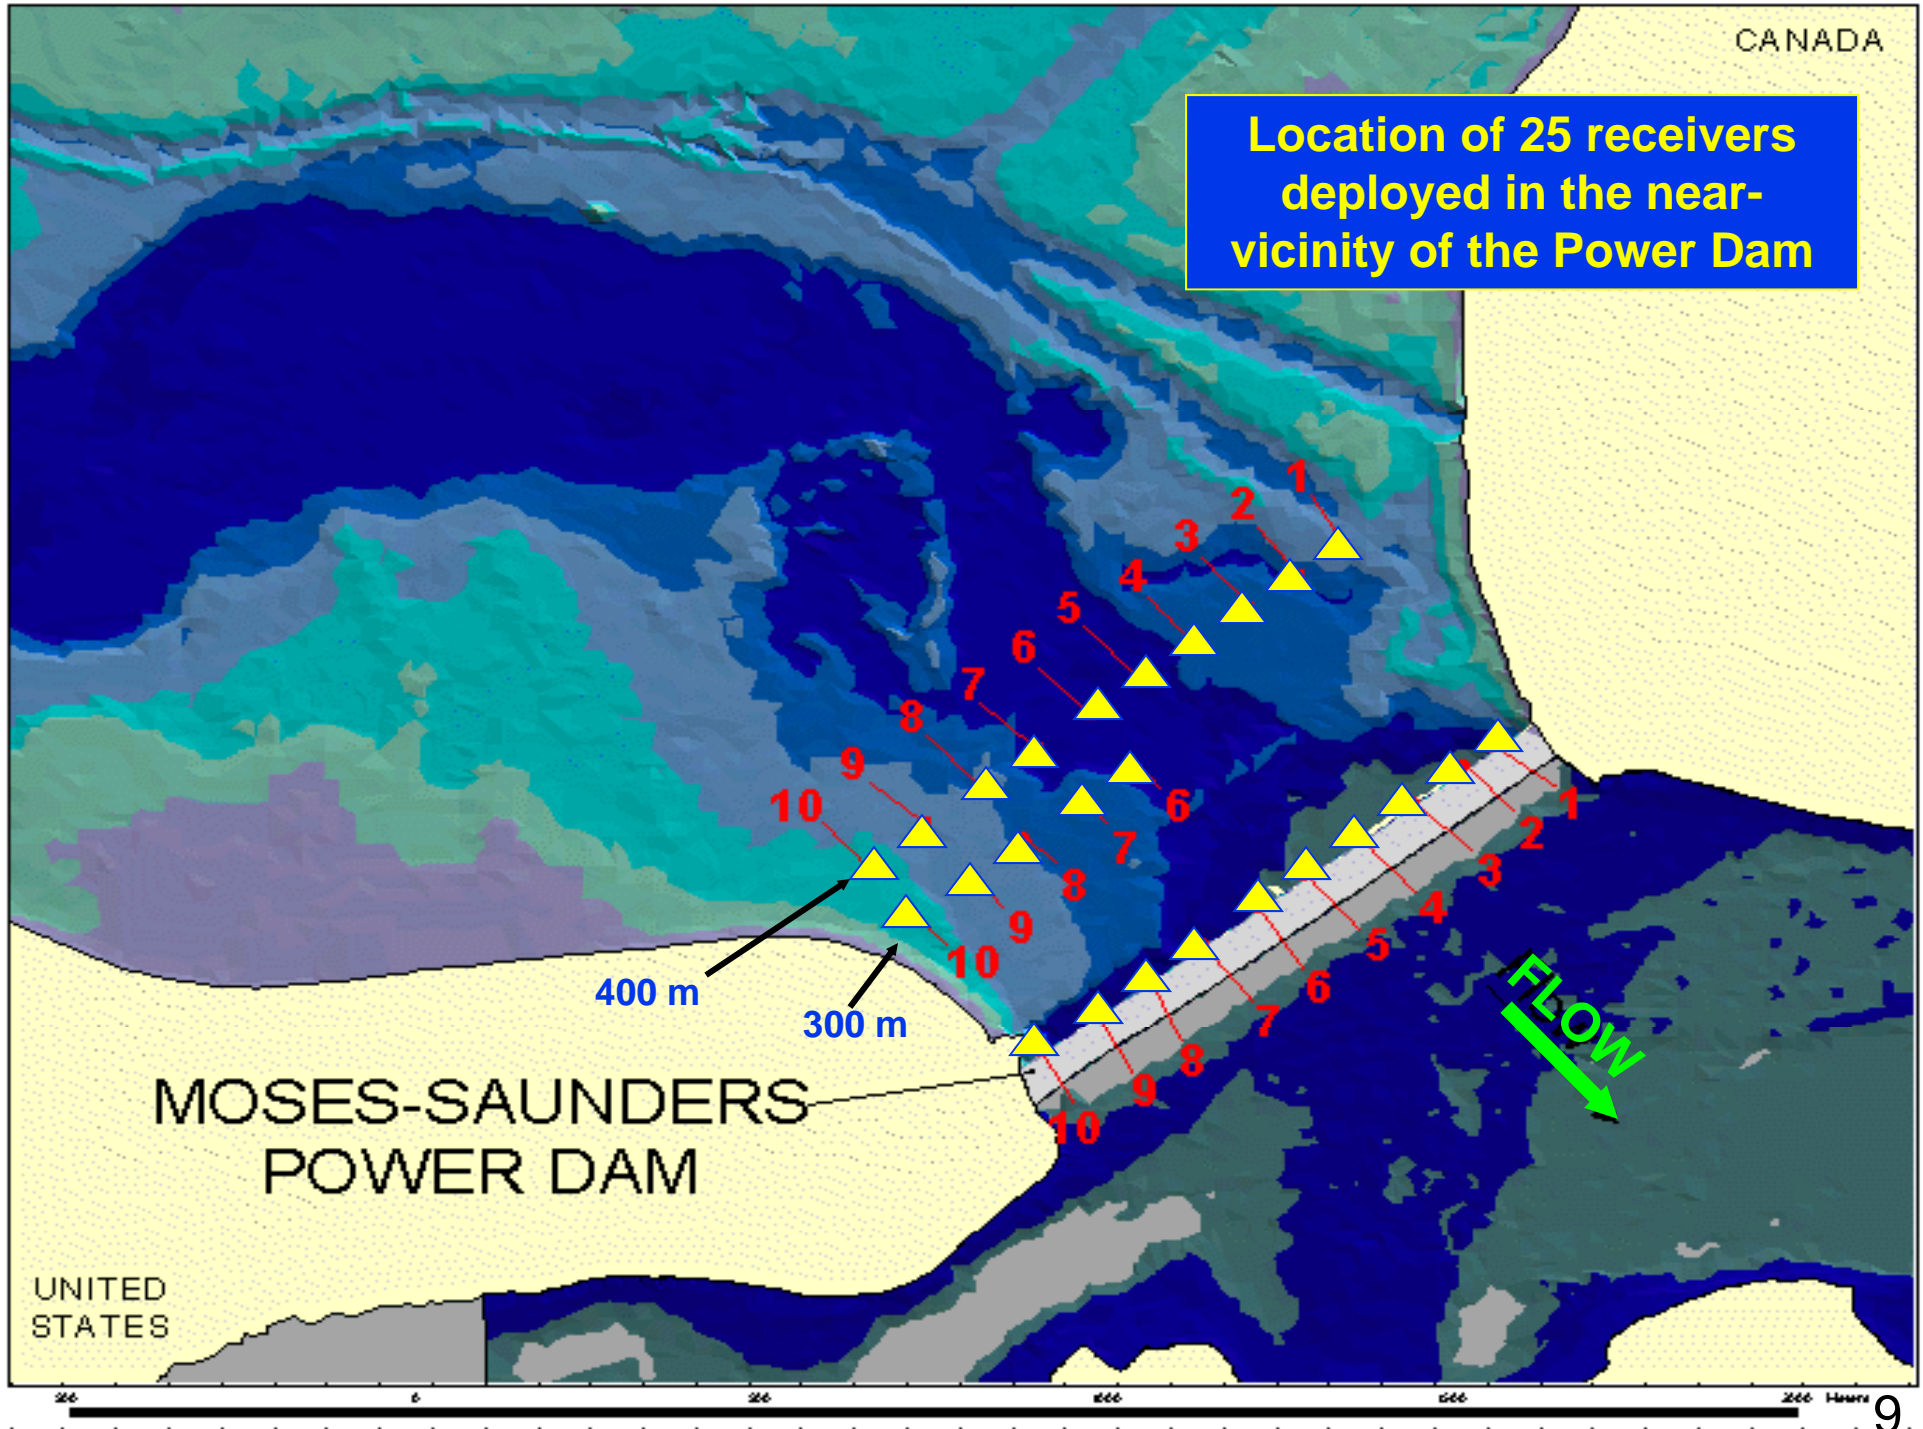 CANADA
Location of 25 receivers
deployed in the near-
vicinity of the Power Dam
1
2
3
4
5
6
7
8
9
10
6
7
8
9
10
1
2
3
4
5
6
7
8
9
10
400 m
300 m
FLOW
MOSES-SAUNDERS
POWER DAM
UNITED
STATES
0
9